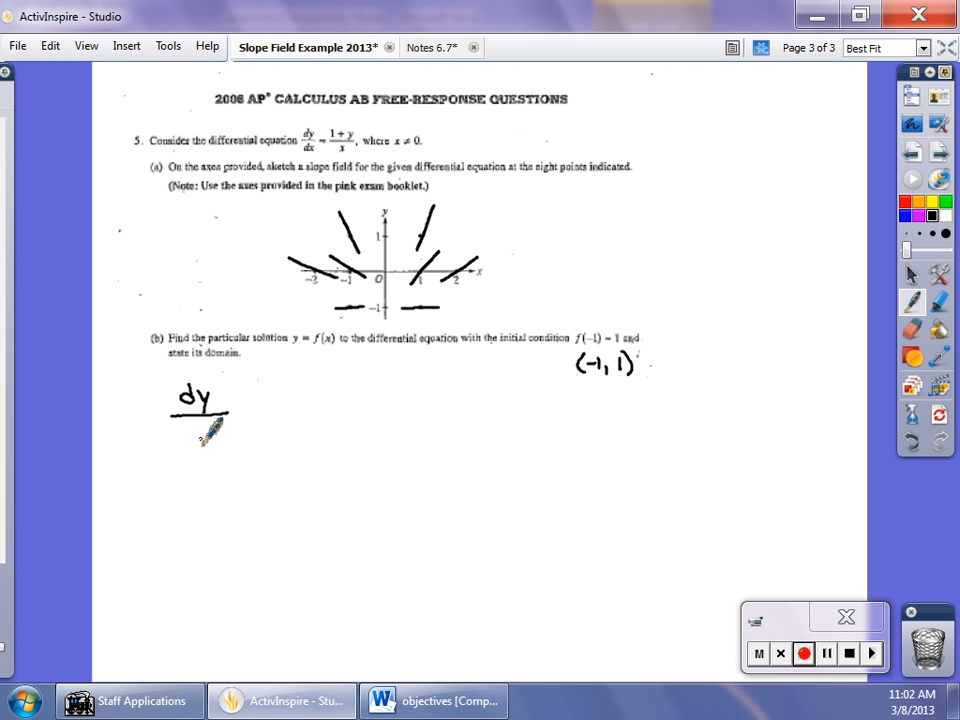 ActivInspire - Studio
File Edit View Insert Tools Help
Slope Field Example 2013*
Notes 6.7*
Page 3 of 3
Best Fit
2006 AP® CALCULUS AB FREE-RESPONSE QUESTIONS
5. Consider the differential equation dy/dx = 1 + y/x, where x ≠ 0.
(a) On the axes provided, sketch a slope field for the given differential equation at the eight points indicated.
(Note: Use the axes provided in the pink exam booklet.)
y
1
-2 -1 O 1 2 x
-1
(b) Find the particular solution y = f(x) to the differential equation with the initial condition f(-1) = 1 and
state its domain.
(-1, 1)
dy
M
Staff Applications
ActivInspire - Stu...
objectives [Comp...
11:02 AM
3/8/2013